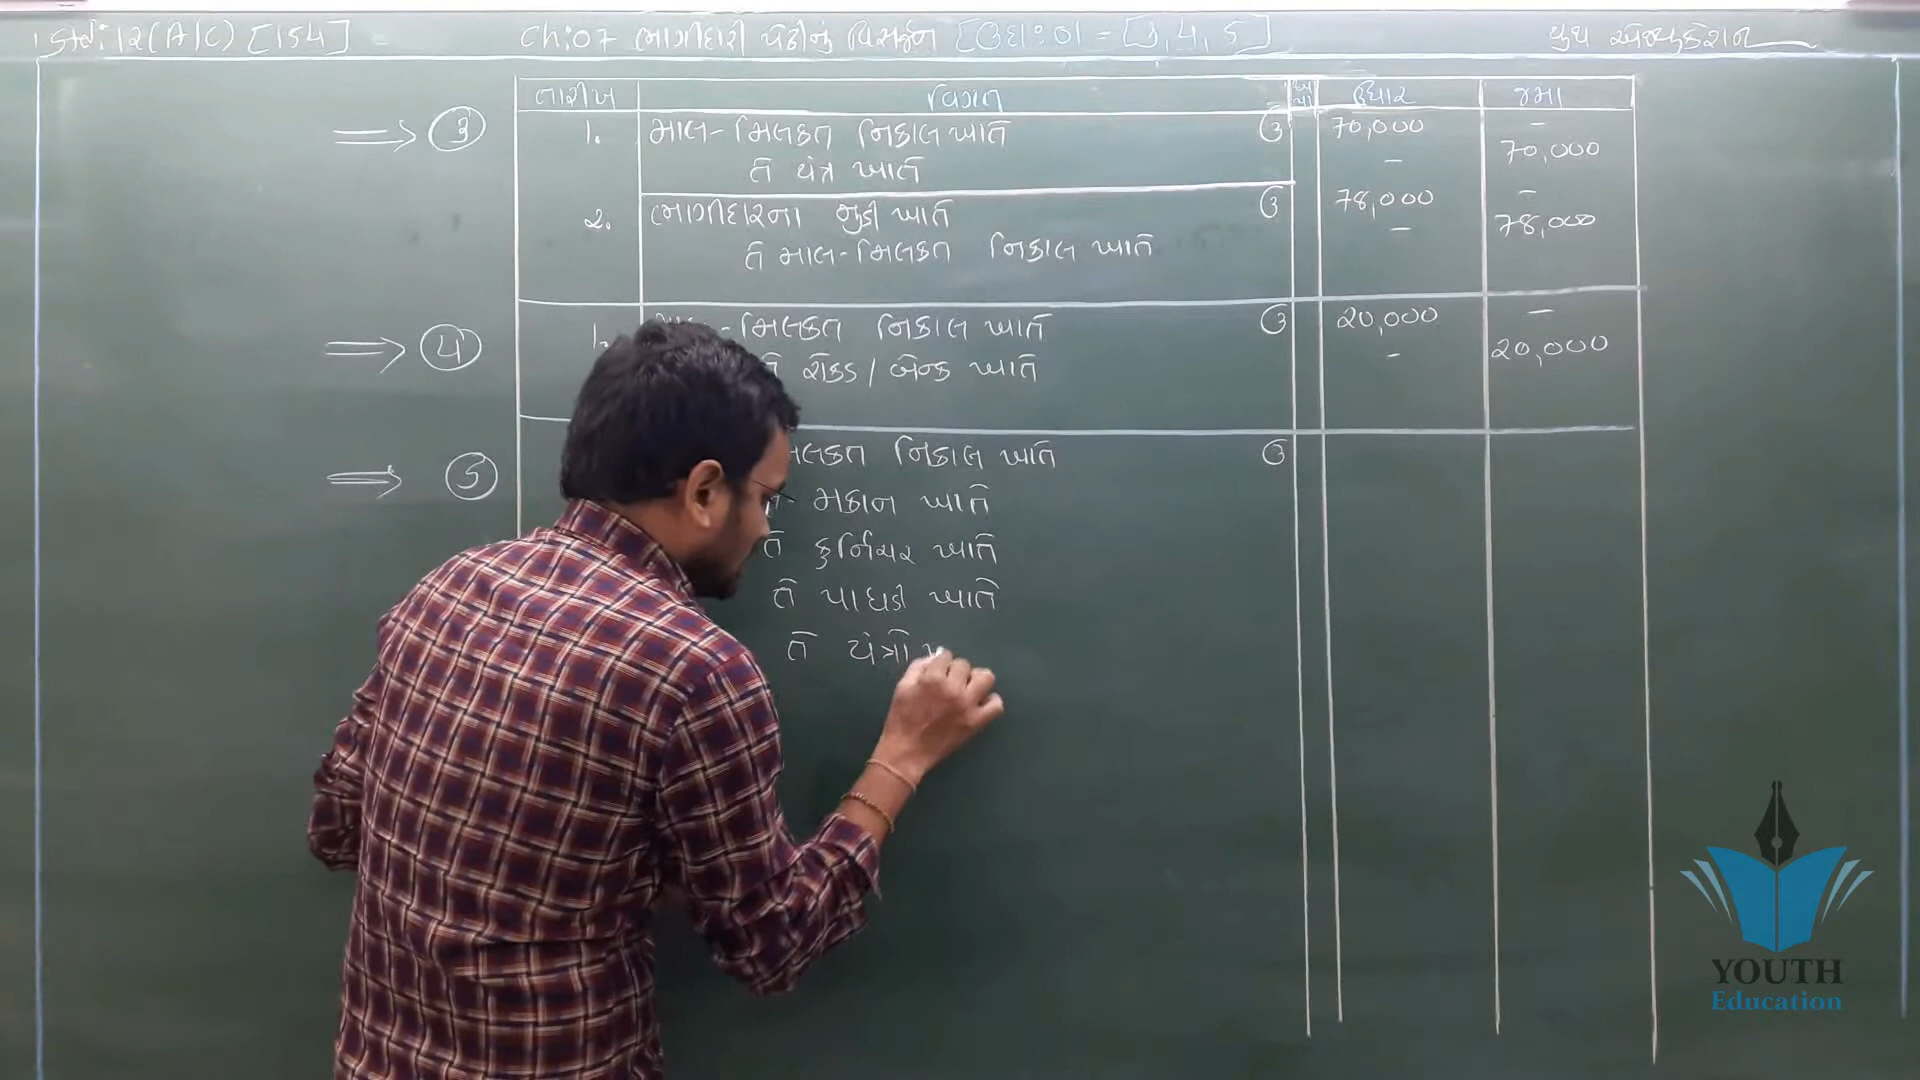 ધોરણ: 12 (A/C) [154]
Ch: 07 ભાગીદારી પેઢીનું વિસર્જન [ઉદા: 01 = [3, 4, 5]
યુથ એજ્યુકેશન
તારીખ વિગત ખા પા ઉધાર જમા
⇒ ③ 1. માલ-મિલકત નિકાલ ખાતે ઉ 70,000 -
તે યંત્ર ખાતે - 70,000
2. ભાગીદારના મૂડી ખાતે ઉ 78,000 -
તે માલ-મિલકત નિકાલ ખાતે - 78,000
⇒ ④ 1. -મિલકત નિકાલ ખાતે ઉ 20,000 -
તે રોકડ / બેન્ક ખાતે - 20,000
⇒ ⑤ મિલકત નિકાલ ખાતે ઉ
તે મકાન ખાતે
તે ફર્નિચર ખાતે
તે પાઘડી ખાતે
તે યંત્રો
YOUTH
Education